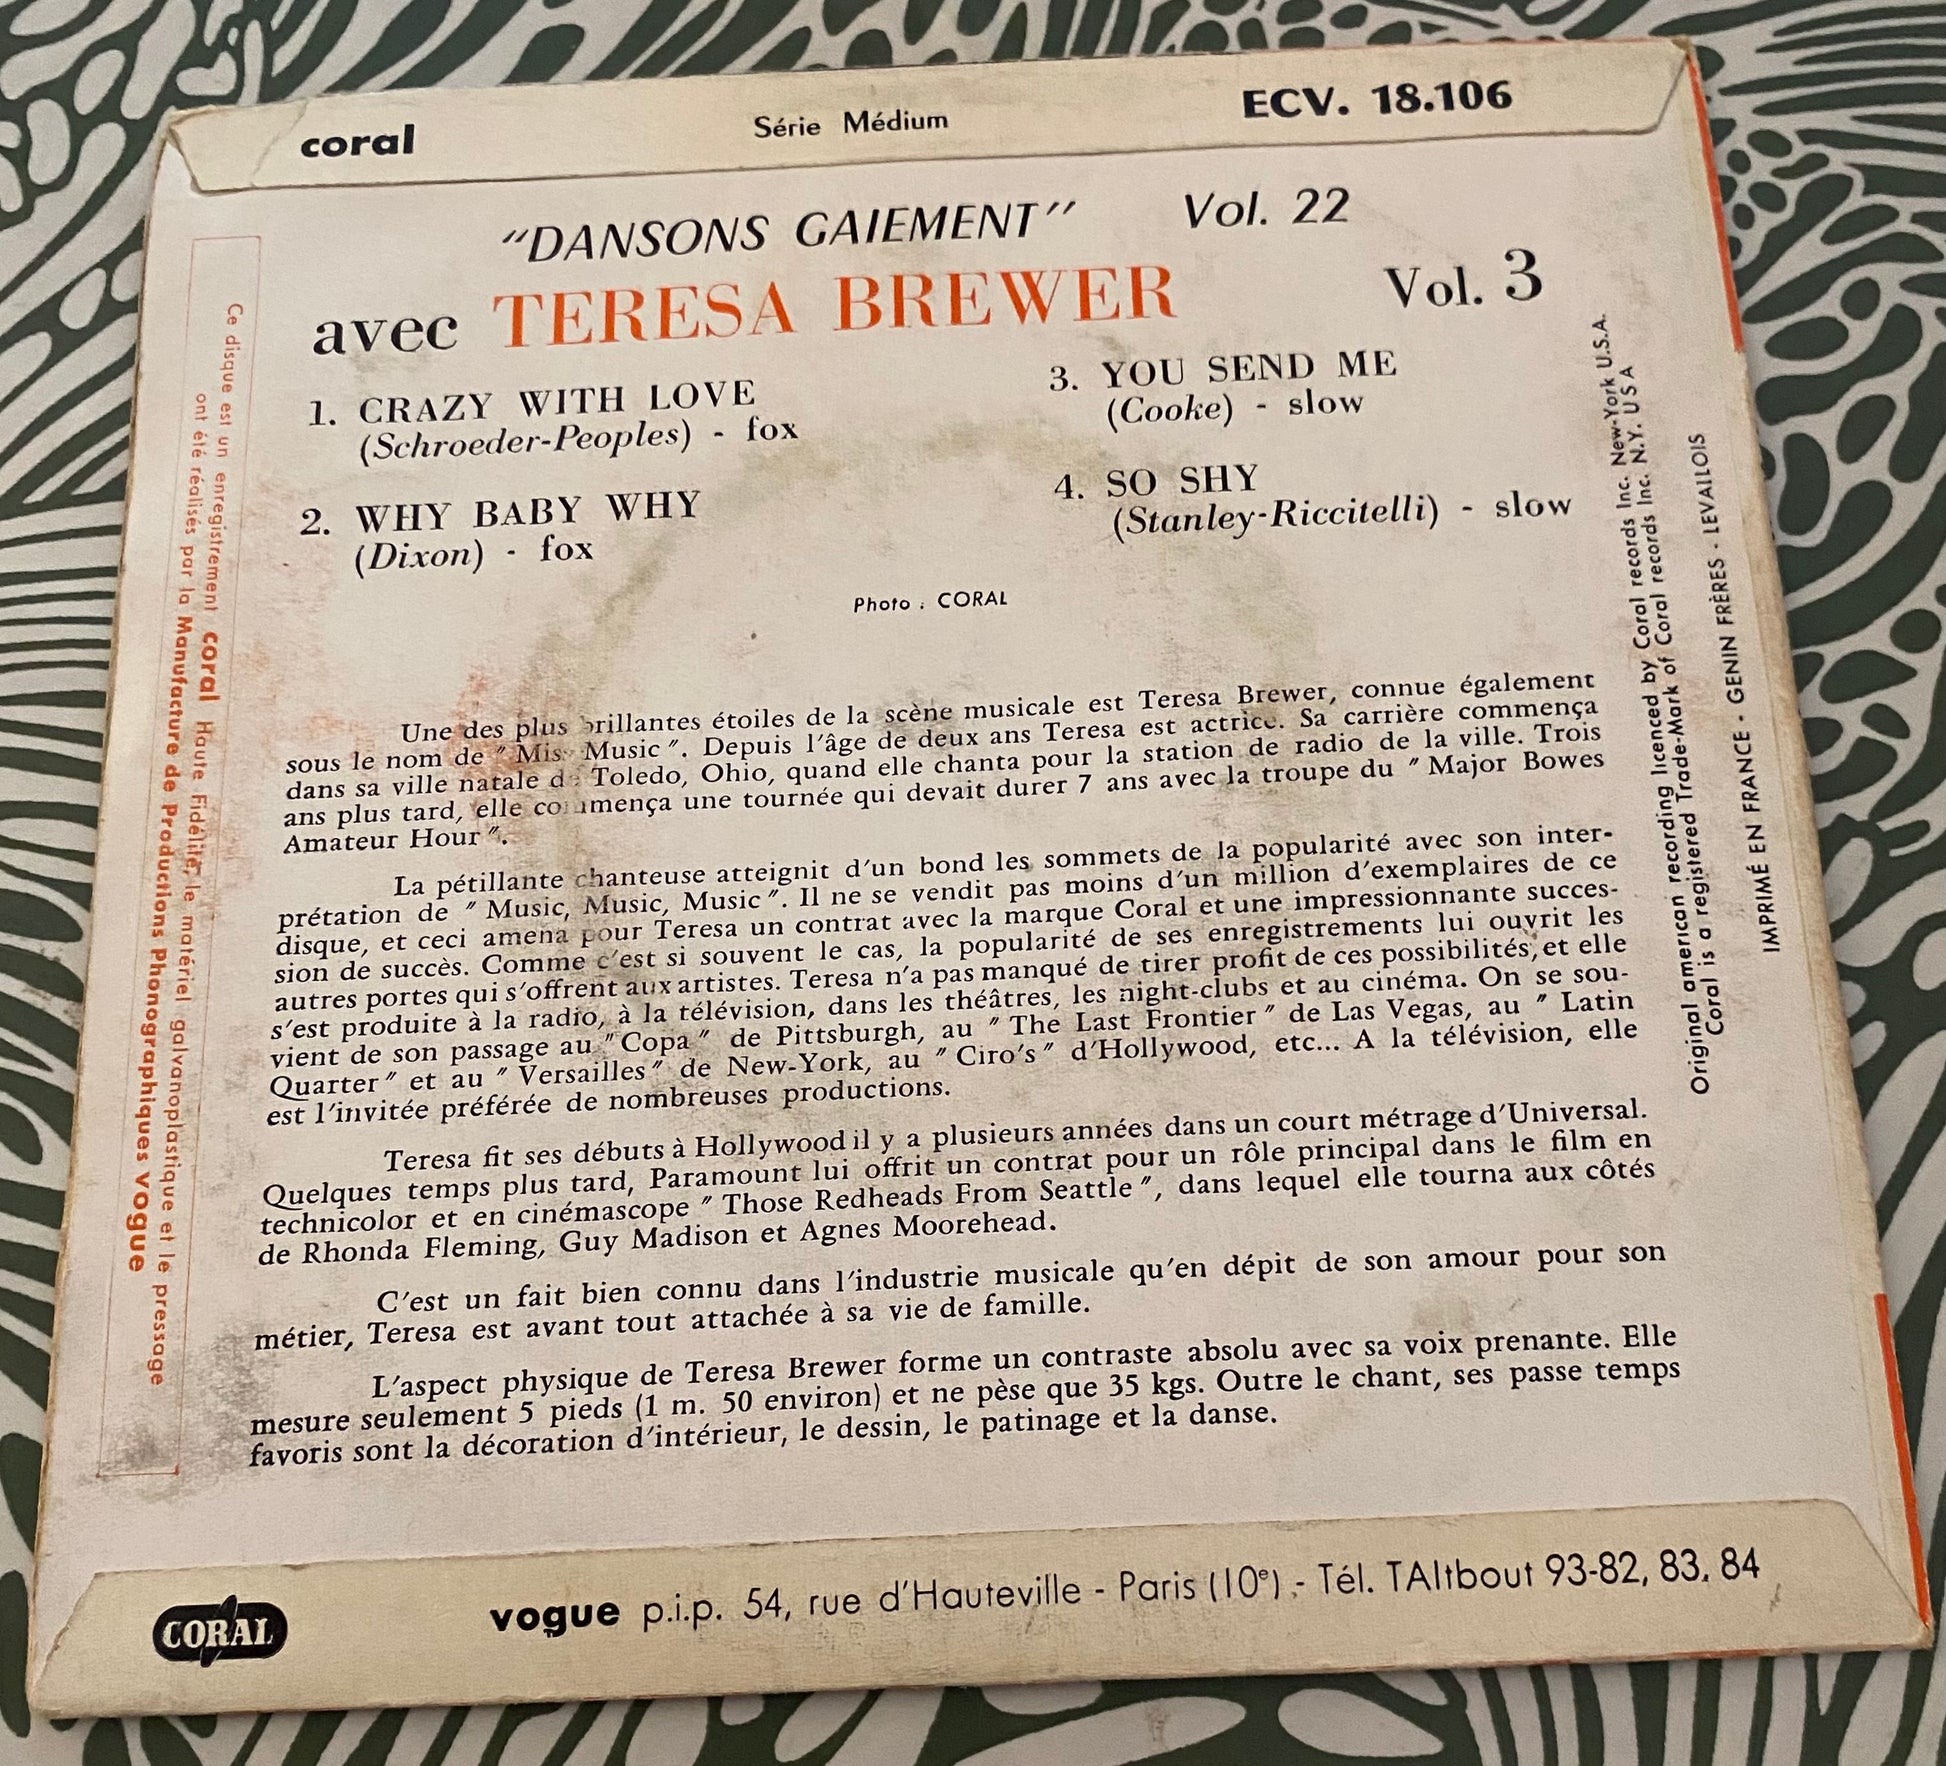 coral Série Médium ECV. 18.106
"DANSONS GAIEMENT" Vol. 22
avec TERESA BREWER Vol. 3
1. CRAZY WITH LOVE
(Schroeder-Peoples) - fox
2. WHY BABY WHY
(Dixon) - fox
3. YOU SEND ME
(Cooke) - slow
4. SO SHY
(Stanley-Riccitelli) - slow
Photo : CORAL
Une des plus brillantes étoiles de la scène musicale est Teresa Brewer, connue également
sous le nom de " Miss Music ". Depuis l'âge de deux ans Teresa est actrice. Sa carrière commença
dans sa ville natale de Toledo, Ohio, quand elle chanta pour la station de radio de la ville. Trois
ans plus tard, elle commença une tournée qui devait durer 7 ans avec la troupe du " Major Bowes
Amateur Hour ".
La pétillante chanteuse atteignit d'un bond les sommets de la popularité avec son inter-
prétation de " Music, Music, Music ". Il ne se vendit pas moins d'un million d'exemplaires de ce
disque, et ceci amena pour Teresa un contrat avec la marque Coral et une impressionnante succes-
sion de succès. Comme c'est si souvent le cas, la popularité de ses enregistrements lui ouvrit les
autres portes qui s'offrent aux artistes. Teresa n'a pas manqué de tirer profit de ces possibilités, et elle
s'est produite à la radio, à la télévision, dans les théâtres, les night-clubs et au cinéma. On se sou-
vient de son passage au "Copa" de Pittsburgh, au " The Last Frontier " de Las Vegas, au " Latin
Quarter " et au " Versailles " de New-York, au " Ciro's " d'Hollywood, etc... A la télévision, elle
est l'invitée préférée de nombreuses productions.
Teresa fit ses débuts à Hollywood il y a plusieurs années dans un court métrage d'Universal.
Quelques temps plus tard, Paramount lui offrit un contrat pour un rôle principal dans le film en
technicolor et en cinémascope " Those Redheads From Seattle ", dans lequel elle tourna aux côtés
de Rhonda Fleming, Guy Madison et Agnes Moorehead.
C'est un fait bien connu dans l'industrie musicale qu'en dépit de son amour pour son
métier, Teresa est avant tout attachée à sa vie de famille.
L'aspect physique de Teresa Brewer forme un contraste absolu avec sa voix prenante. Elle
mesure seulement 5 pieds (1 m. 50 environ) et ne pèse que 35 kgs. Outre le chant, ses passe temps
favoris sont la décoration d'intérieur, le dessin, le patinage et la danse.
Ce disque est un enregistrement coral Haute Fidélité, le matériel galvanoplastique et le pressage
ont été réalisés par la Manufacture de Productions Phonographiques vogue
Original american recording licenced by Coral records Inc. New-York U.S.A.
Coral is a registered Trade-Mark of Coral records Inc. N.Y. U S A
IMPRIMÉ EN FRANCE - GENIN FRÈRES - LEVALLOIS
CORAL vogue p.i.p. 54, rue d'Hauteville - Paris (10e) - Tél. TAItbout 93-82, 83, 84